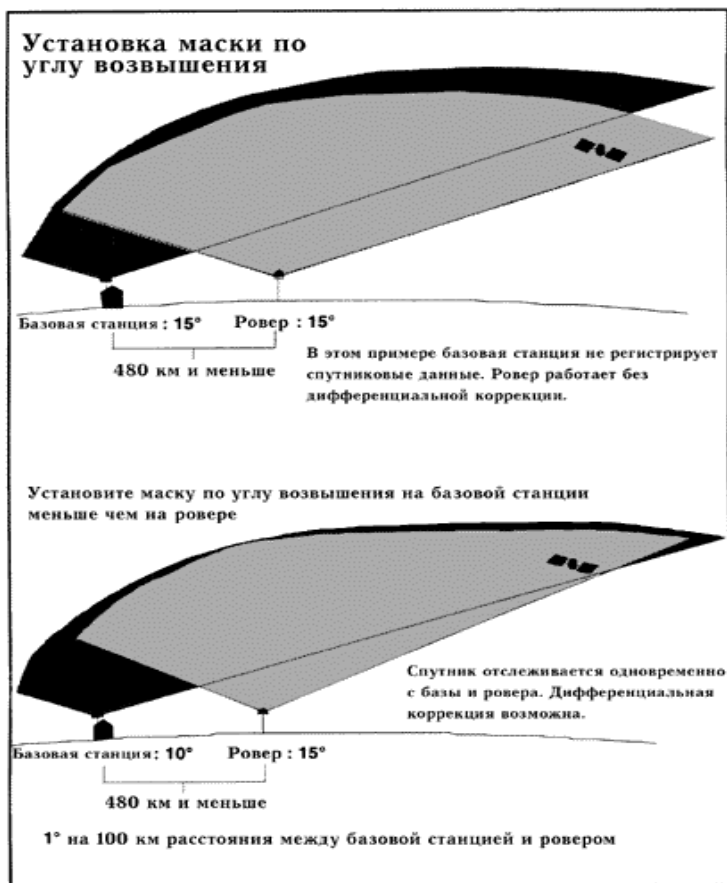 Установка маски по
углу возвышения
Базовая станция : 15° Ровер : 15°
480 км и меньше
В этом примере базовая станция не регистрирует
спутниковые данные. Ровер работает без
дифференциальной коррекции.
Установите маску по углу возвышения на базовой станции
меньше чем на ровере
Спутник отслеживается одновременно
с базы и ровера. Дифференциальная
коррекция возможна.
Базовая станция: 10° Ровер : 15°
480 км и меньше
1° на 100 км расстояния между базовой станцией и ровером